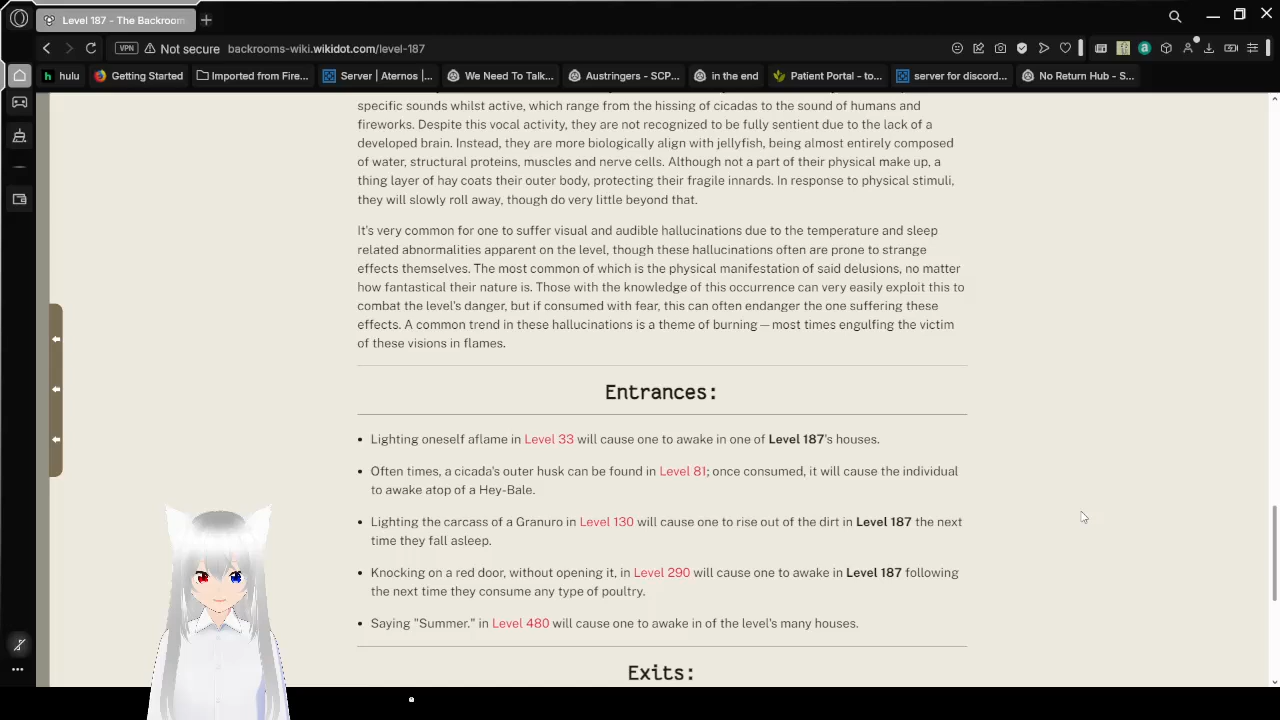 Level 187 - The Backroom
Not secure backrooms-wiki.wikidot.com/level-187
VPN
hulu Getting Started Imported from Fire... Server | Aternos |... We Need To Talk... Austringers - SCP... in the end Patient Portal - to... server for discord... No Return Hub - S...
specific sounds whilst active, which range from the hissing of cicadas to the sound of humans and
fireworks. Despite this vocal activity, they are not recognized to be fully sentient due to the lack of a
developed brain. Instead, they are more biologically align with jellyfish, being almost entirely composed
of water, structural proteins, muscles and nerve cells. Although not a part of their physical make up, a
thing layer of hay coats their outer body, protecting their fragile innards. In response to physical stimuli,
they will slowly roll away, though do very little beyond that.
It's very common for one to suffer visual and audible hallucinations due to the temperature and sleep
related abnormalities apparent on the level, though these hallucinations often are prone to strange
effects themselves. The most common of which is the physical manifestation of said delusions, no matter
how fantastical their nature is. Those with the knowledge of this occurrence can very easily exploit this to
combat the level's danger, but if consumed with fear, this can often endanger the one suffering these
effects. A common trend in these hallucinations is a theme of burning — most times engulfing the victim
of these visions in flames.
Entrances:
• Lighting oneself aflame in Level 33 will cause one to awake in one of Level 187's houses.
• Often times, a cicada's outer husk can be found in Level 81; once consumed, it will cause the individual
to awake atop of a Hey-Bale.
• Lighting the carcass of a Granuro in Level 130 will cause one to rise out of the dirt in Level 187 the next
time they fall asleep.
• Knocking on a red door, without opening it, in Level 290 will cause one to awake in Level 187 following
the next time they consume any type of poultry.
• Saying "Summer." in Level 480 will cause one to awake in of the level's many houses.
Exits: